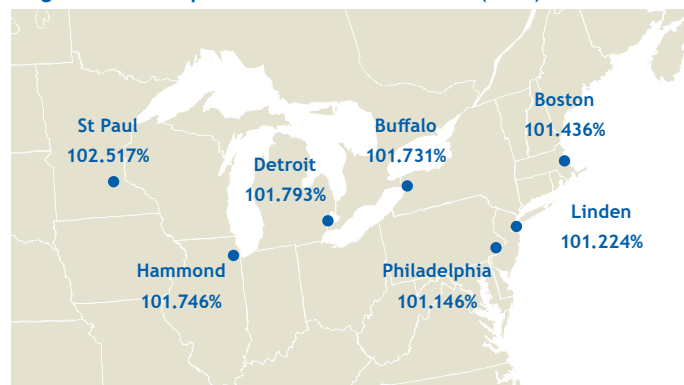 St Paul
102.517%
Detroit
101.793%
Buffalo
101.731%
Boston
101.436%
Linden
101.224%
Hammond
101.746%
Philadelphia
101.146%